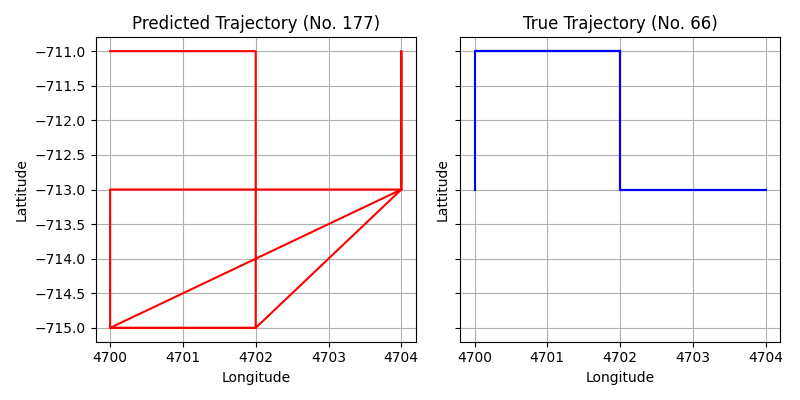 Predicted Trajectory (No. 177)
True Trajectory (No. 66)
−711.0
−711.5
−712.0
−712.5
−713.0
−713.5
−714.0
−714.5
−715.0
Lattitude
Lattitude
4700 4701 4702 4703 4704
4700 4701 4702 4703 4704
Longitude
Longitude